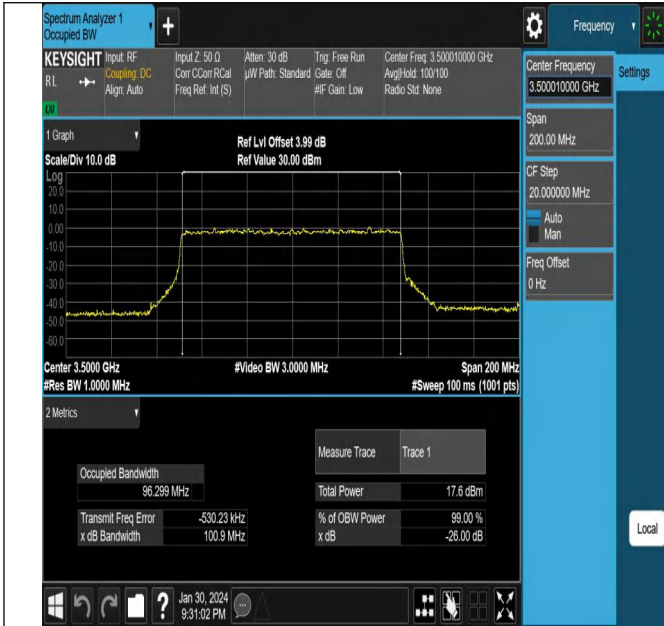 Spectrum Analyzer 1
Occupied BW
+
Frequency
KEYSIGHT
RL
LXI
Input: RF
Coupling: DC
Align: Auto
Input Z: 50 Ω
Corr CCorr RCal
Freq Ref: Int (S)
Atten: 30 dB
µW Path: Standard
Trig: Free Run
Gate: Off
#IF Gain: Low
Center Freq: 3.500010000 GHz
Avg|Hold: 100/100
Radio Std: None
Center Frequency
3.500010000 GHz
Settings
Span
200.00 MHz
CF Step
20.000000 MHz
Auto
Man
Freq Offset
0 Hz
Local
1 Graph
Scale/Div 10.0 dB
Ref Lvl Offset 3.99 dB
Ref Value 30.00 dBm
Log
20.0
10.0
0.00
-10.0
-20.0
-30.0
-40.0
-50.0
-60.0
Center 3.5000 GHz
#Video BW 3.0000 MHz
Span 200 MHz
#Res BW 1.0000 MHz
#Sweep 100 ms (1001 pts)
2 Metrics
Measure Trace Trace 1
Occupied Bandwidth
96.299 MHz
Total Power 17.6 dBm
Transmit Freq Error -530.23 kHz
% of OBW Power 99.00 %
x dB Bandwidth 100.9 MHz
x dB -26.00 dB
?
Jan 30, 2024
9:31:02 PM